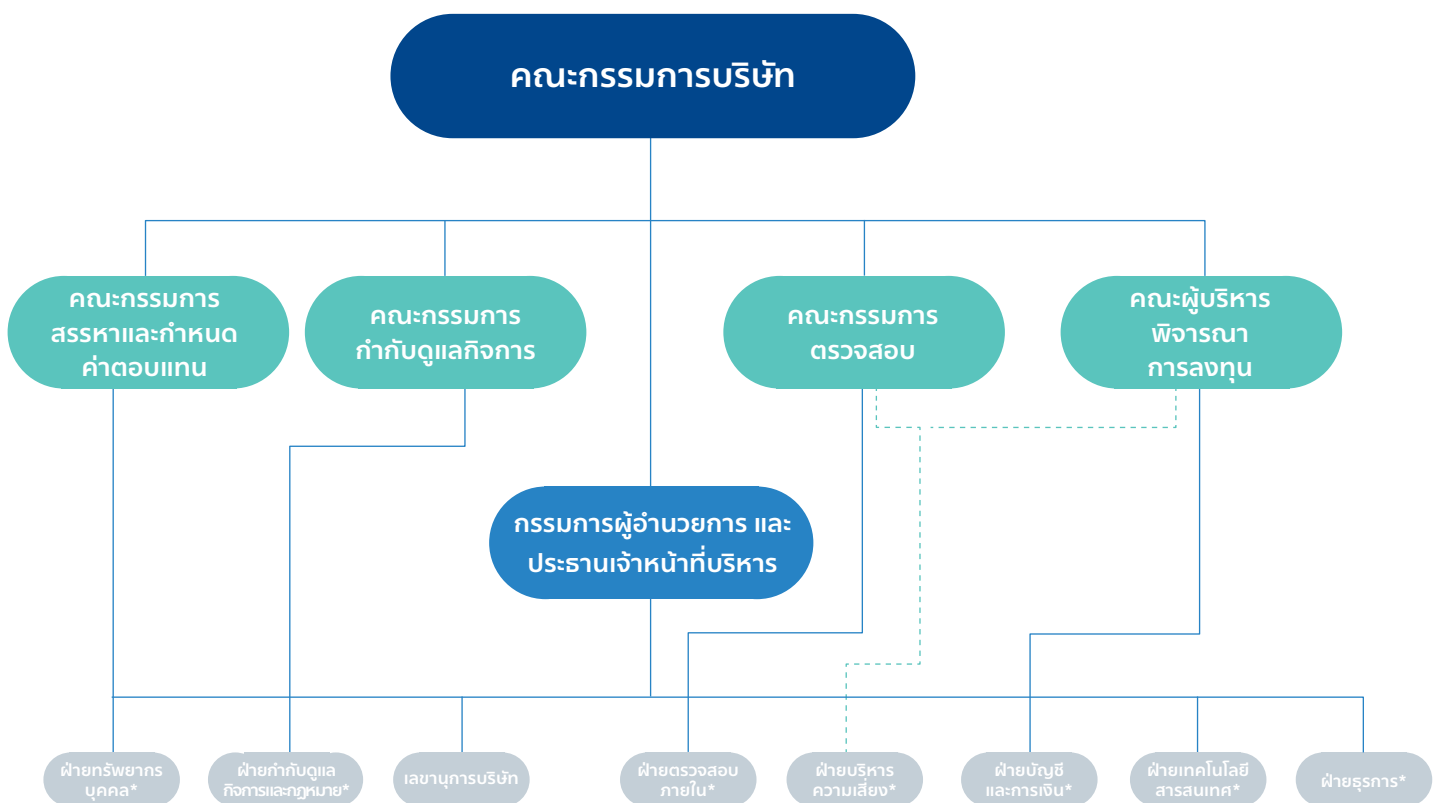 คณะกรรมการบริษัท
คณะกรรมการ
สรรหาและกำหนด
ค่าตอบแทน
คณะกรรมการ
กำกับดูแลกิจการ
คณะกรรมการ
ตรวจสอบ
คณะผู้บริหาร
พิจารณา
การลงทุน
กรรมการผู้อำนวยการ และ
ประธานเจ้าหน้าที่บริหาร
ฝ่ายทรัพยากร
บุคคล*
ฝ่ายกำกับดูแล
กิจการและกฎหมาย*
เลขานุการบริษัท
ฝ่ายตรวจสอบ
ภายใน*
ฝ่ายบริหาร
ความเสี่ยง*
ฝ่ายบัญชี
และการเงิน*
ฝ่ายเทคโนโลยี
สารสนเทศ*
ฝ่ายธุรการ*